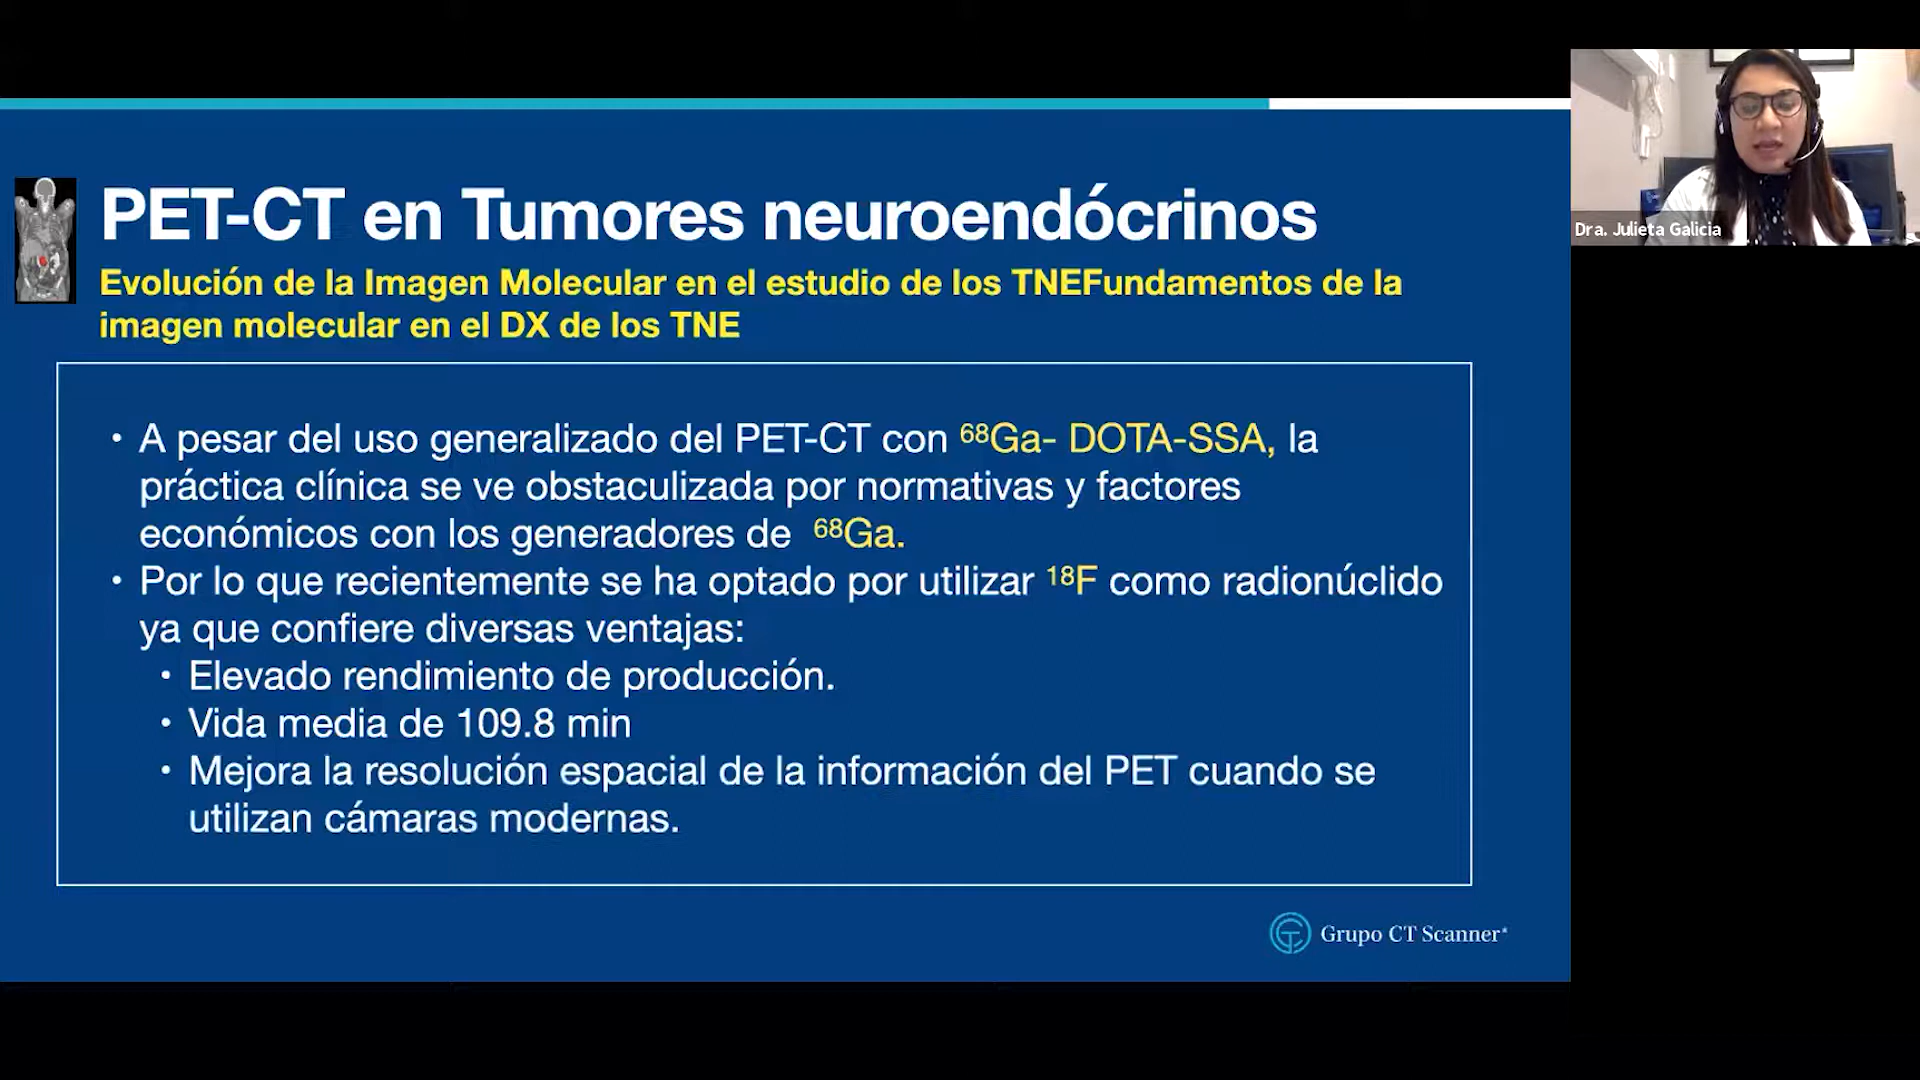 PET-CT en Tumores neuroendócrinos
Evolución de la Imagen Molecular en el estudio de los TNEFundamentos de la
imagen molecular en el DX de los TNE
• A pesar del uso generalizado del PET-CT con ⁶⁸Ga- DOTA-SSA, la
práctica clínica se ve obstaculizada por normativas y factores
económicos con los generadores de ⁶⁸Ga.
• Por lo que recientemente se ha optado por utilizar ¹⁸F como radionúclido
ya que confiere diversas ventajas:
• Elevado rendimiento de producción.
• Vida media de 109.8 min
• Mejora la resolución espacial de la información del PET cuando se
utilizan cámaras modernas.
Grupo CT Scanner*
Dra. Julieta Galicia